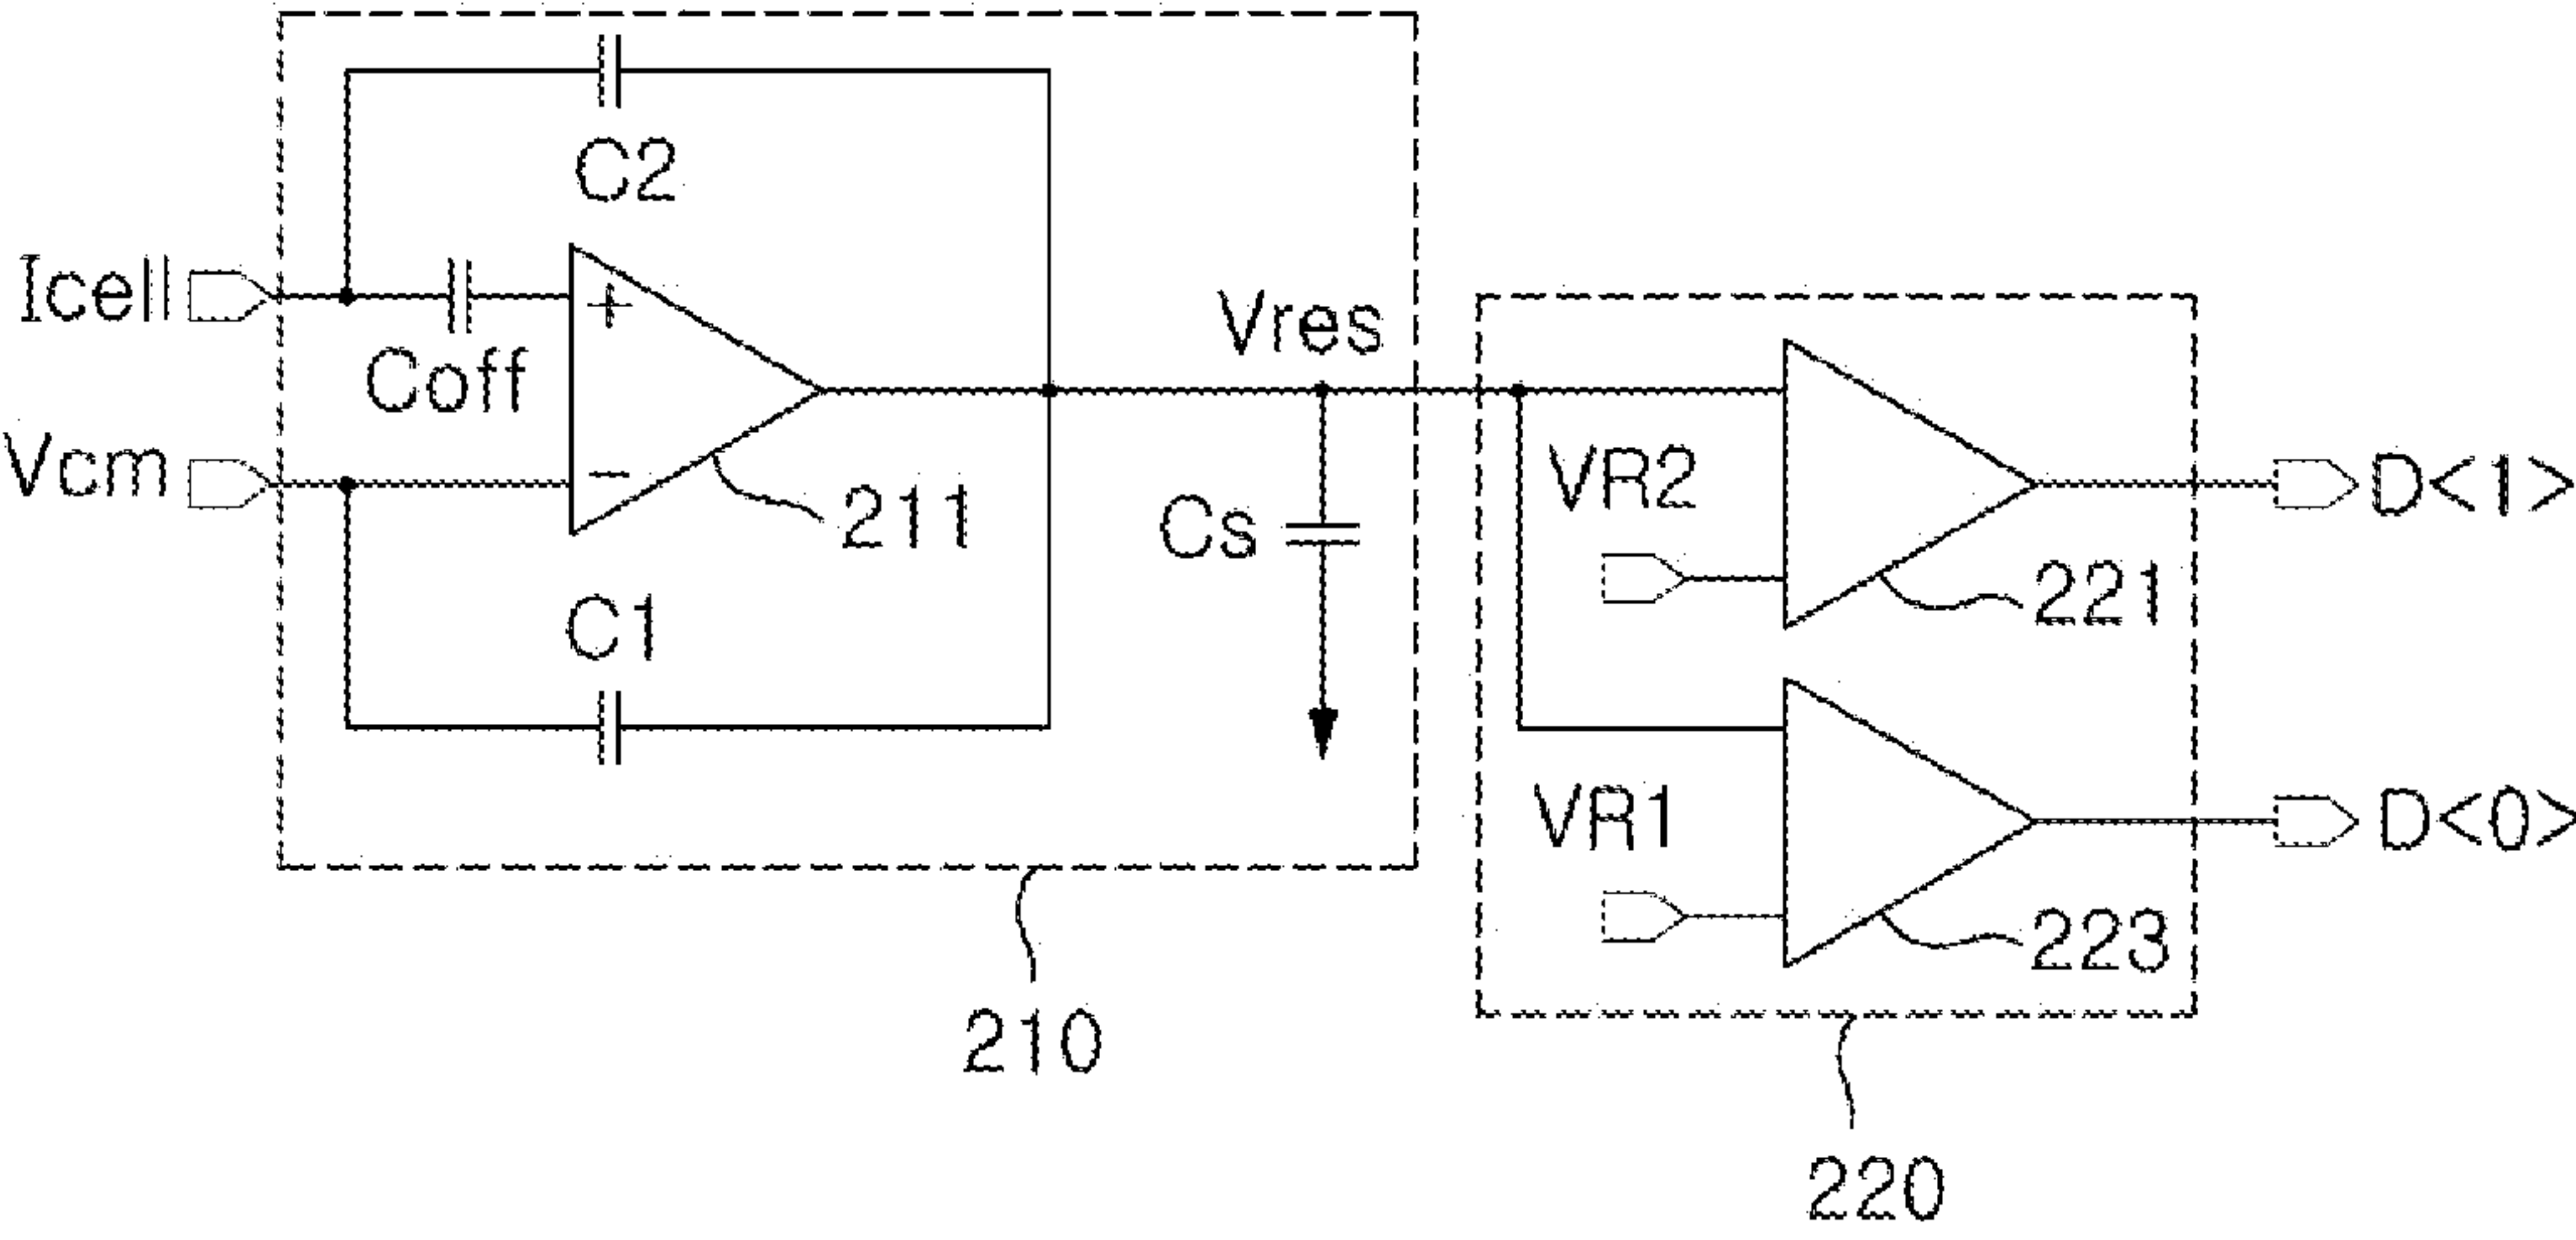 C2
Icell
+
Coff
Vres
Vcm
−
211
VR2
D<1>
Cs
221
C1
VR1
D<0>
223
210
220